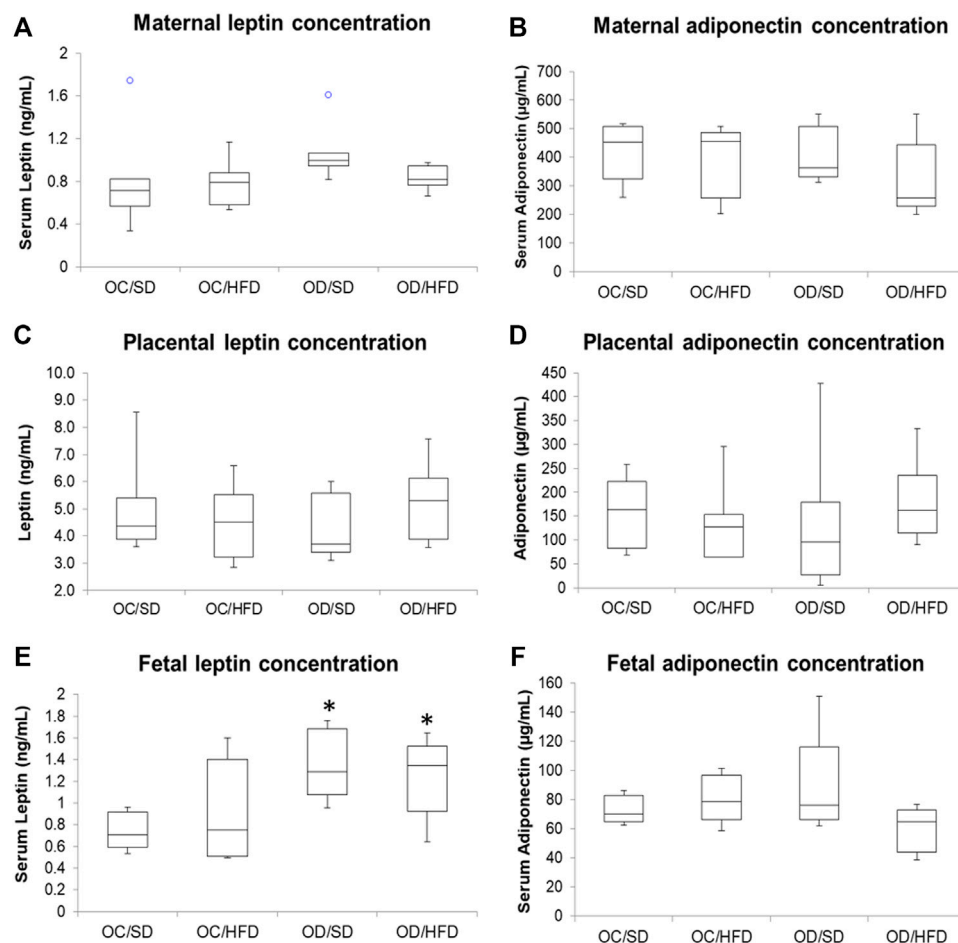 A
Maternal leptin concentration
Serum Leptin (ng/mL)
2
1.6
1.2
0.8
0.4
0
OC/SD OC/HFD OD/SD OD/HFD
B
Maternal adiponectin concentration
Serum Adiponectin (µg/mL)
700
600
500
400
300
200
100
0
OC/SD OC/HFD OD/SD OD/HFD
C
Placental leptin concentration
Leptin (ng/mL)
10.0
9.0
8.0
7.0
6.0
5.0
4.0
3.0
2.0
OC/SD OC/HFD OD/SD OD/HFD
D
Placental adiponectin concentration
Adiponectin (µg/mL)
450
400
350
300
250
200
150
100
50
0
OC/SD OC/HFD OD/SD OD/HFD
E
Fetal leptin concentration
Serum Leptin (ng/mL)
2
1.8
1.6
1.4
1.2
1
0.8
0.6
0.4
0.2
0
* *
OC/SD OC/HFD OD/SD OD/HFD
F
Fetal adiponectin concentration
Serum Adiponectin (µg/mL)
160
140
120
100
80
60
40
20
0
OC/SD OC/HFD OD/SD OD/HFD